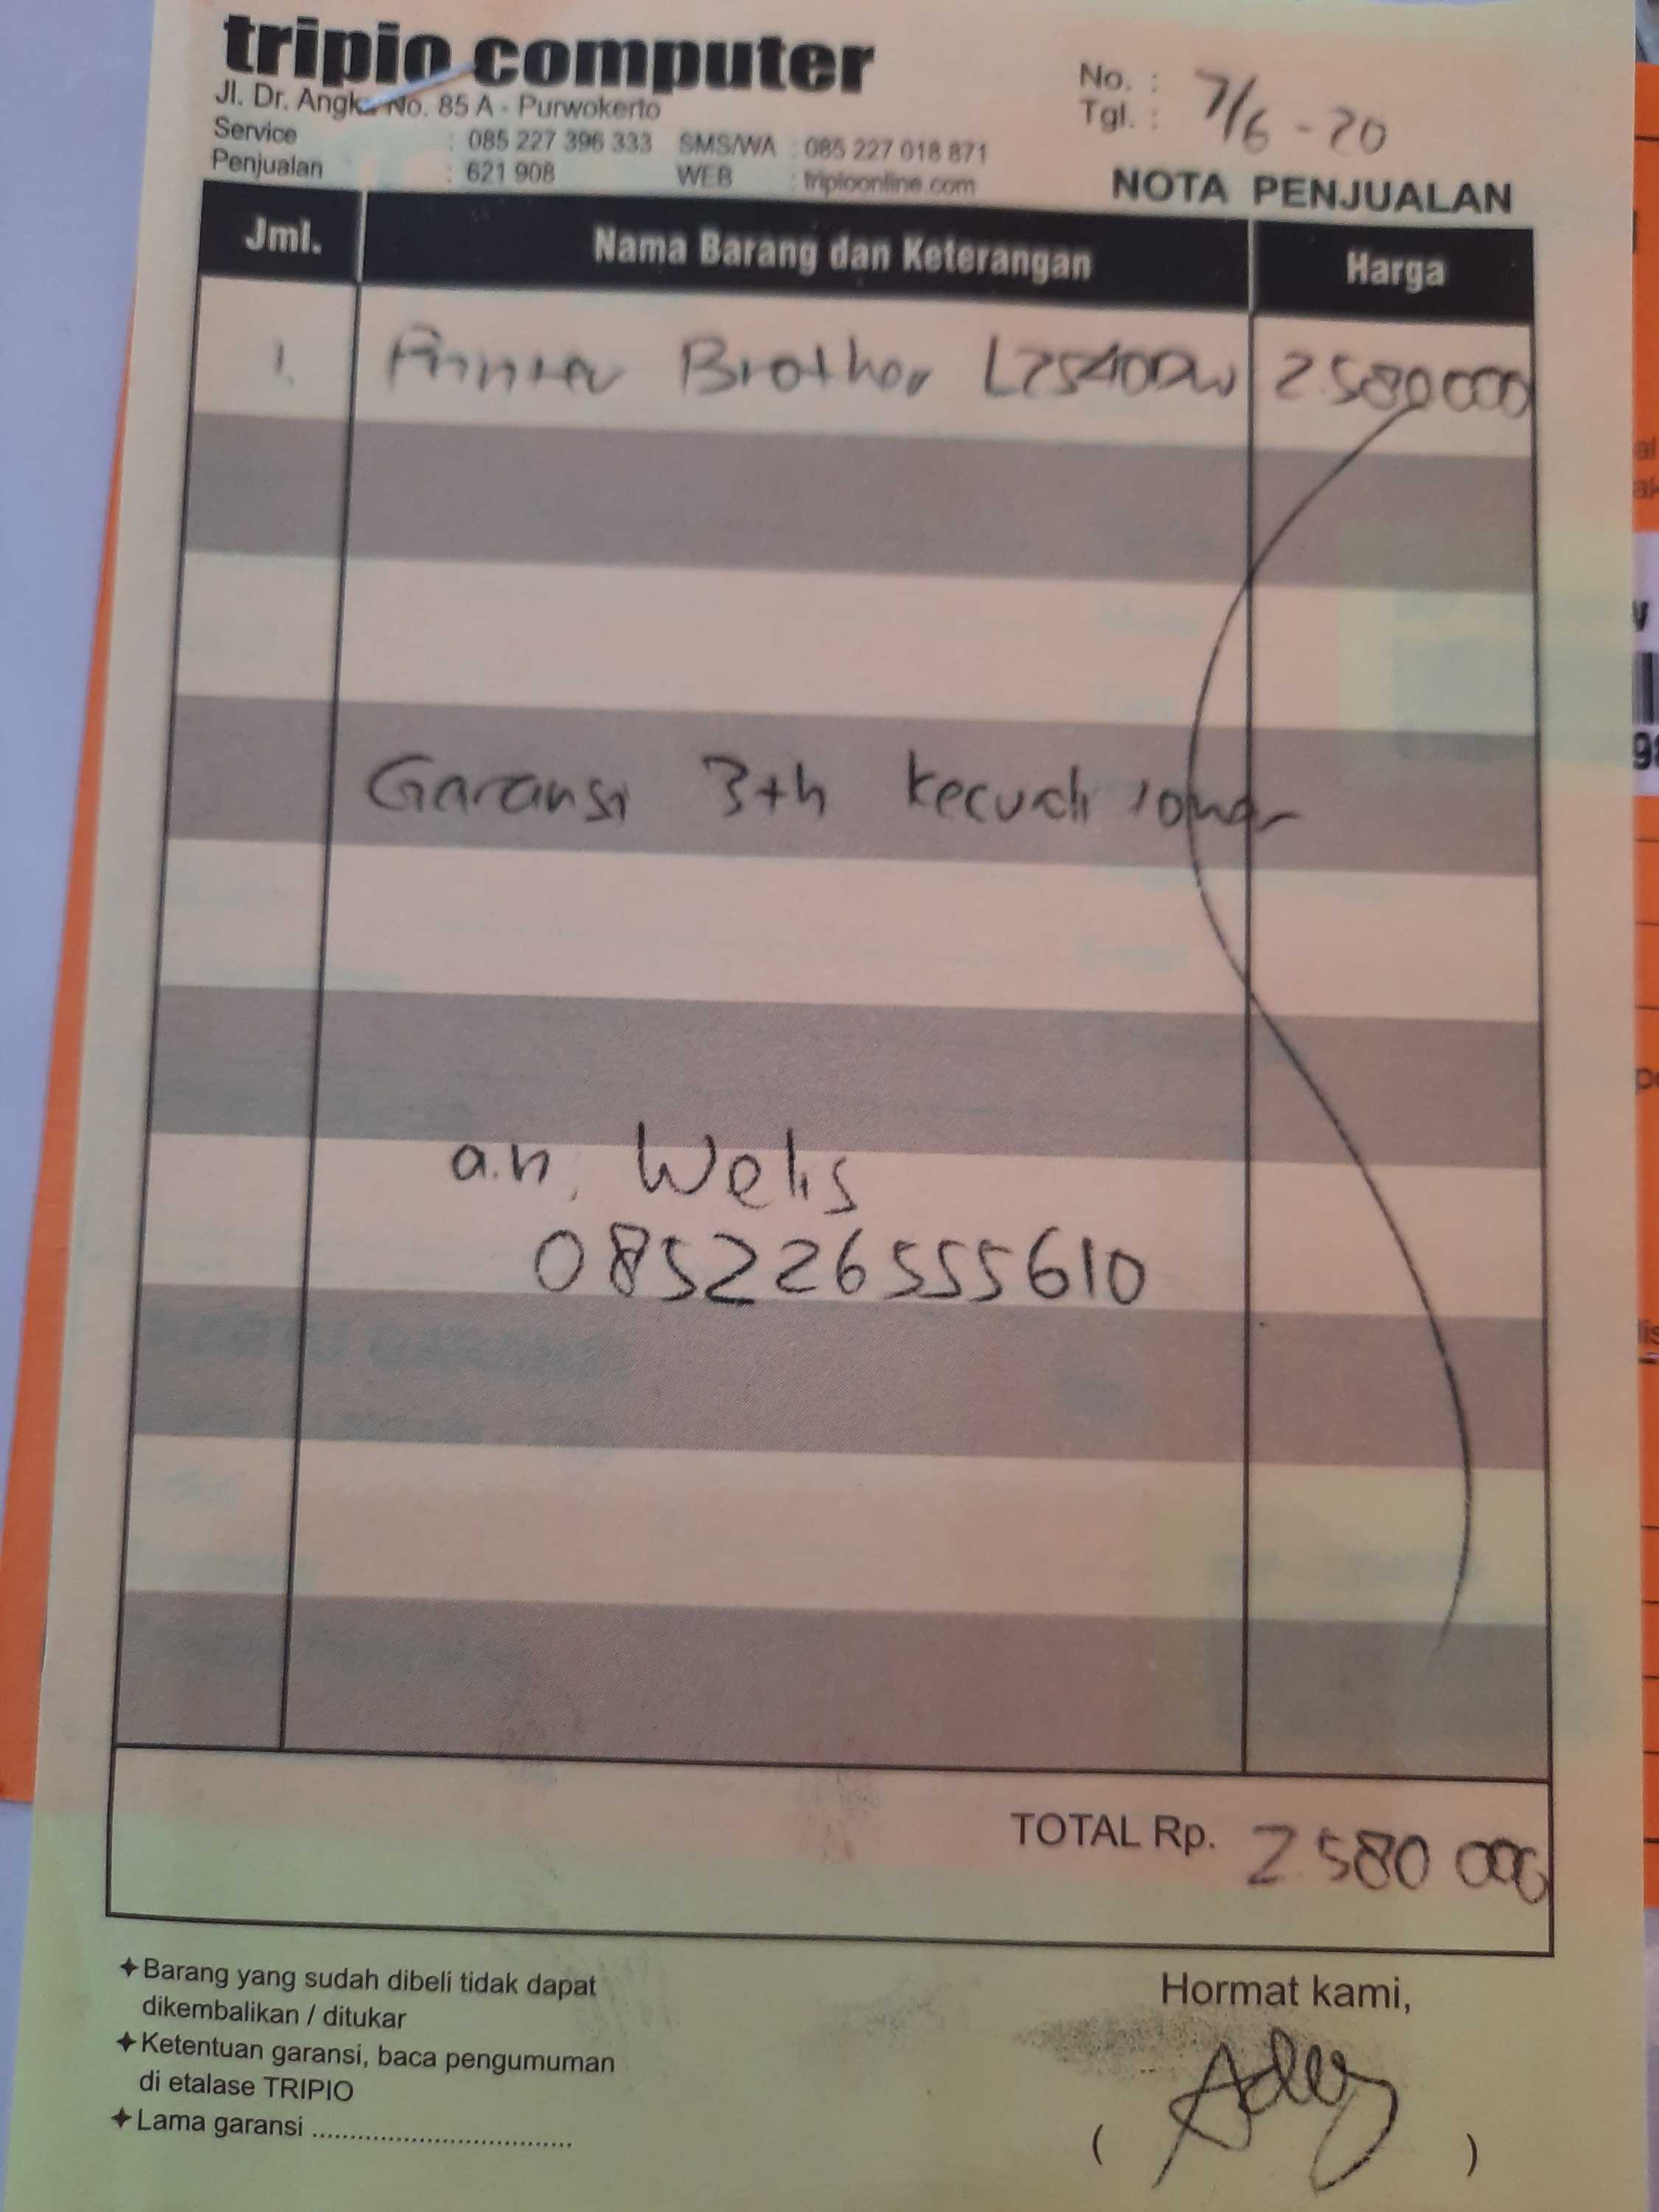 tripio computer
Jl. Dr. Angka No. 85 A - Purwokerto
Service : 085 227 396 333 SMS/WA : 085 227 018 871
Penjualan : 621 908 WEB : triploonline.com
No. :
Tgl. : 7/6 - 20
NOTA PENJUALAN
Jml. Nama Barang dan Keterangan Harga
1. Printer Brother L2540DW 2.580000
Garansi 3th kecuali toner
a.n. Welis
085226555610
TOTAL Rp. 2.580 000
Barang yang sudah dibeli tidak dapat
dikembalikan / ditukar
Ketentuan garansi, baca pengumuman
di etalase TRIPIO
Lama garansi ..................................
Hormat kami,
( )